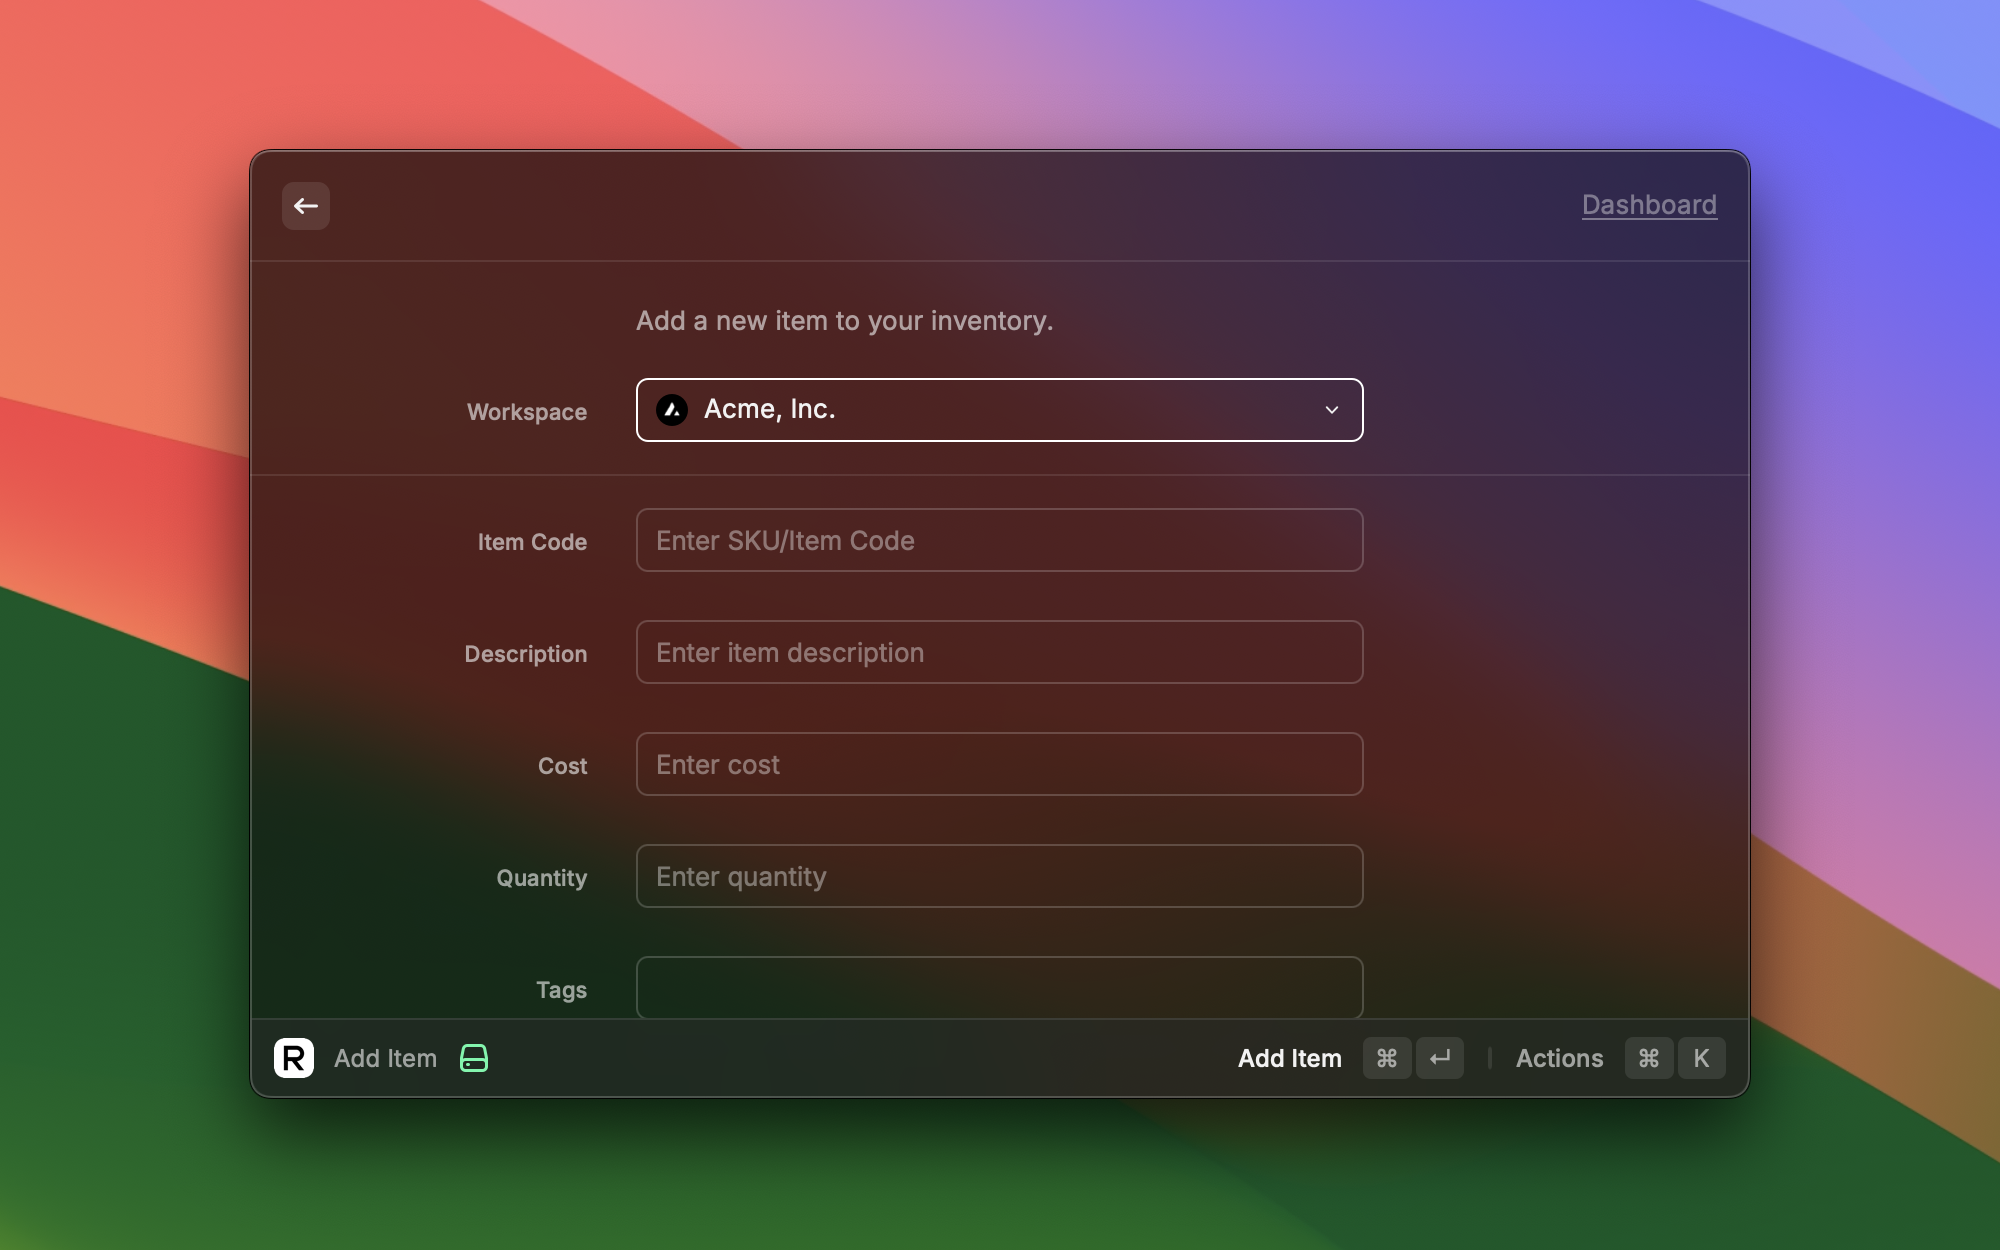 Dashboard
Add a new item to your inventory.
Workspace
Acme, Inc.
Item Code
Enter SKU/Item Code
Description
Enter item description
Cost
Enter cost
Quantity
Enter quantity
Tags
R Add Item
Add Item ⌘ ↵ Actions ⌘ K